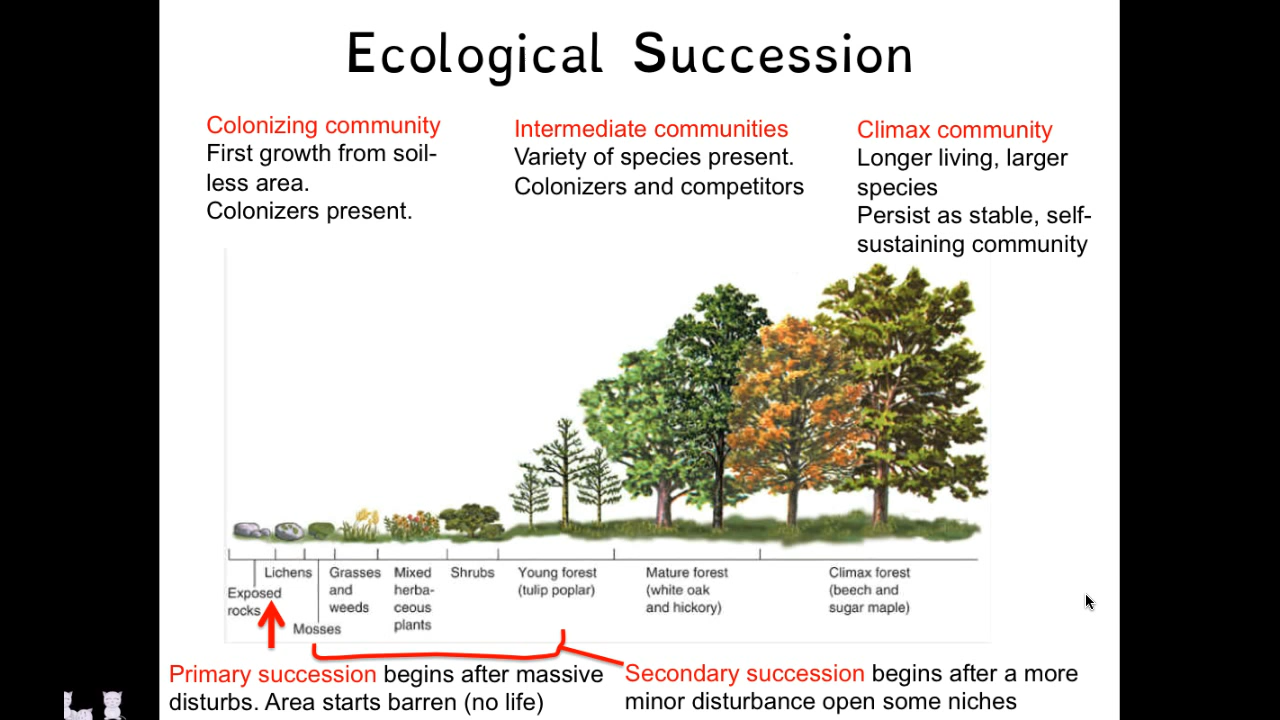 Ecological Succession
Colonizing community
First growth from soil-
less area.
Colonizers present.
Intermediate communities
Variety of species present.
Colonizers and competitors
Climax community
Longer living, larger
species
Persist as stable, self-
sustaining community
Exposed
rocks
Lichens
Mosses
Grasses
and
weeds
Mixed
herba-
ceous
plants
Shrubs
Young forest
(tulip poplar)
Mature forest
(white oak
and hickory)
Climax forest
(beech and
sugar maple)
Primary succession begins after massive
disturbs. Area starts barren (no life)
Secondary succession begins after a more
minor disturbance open some niches